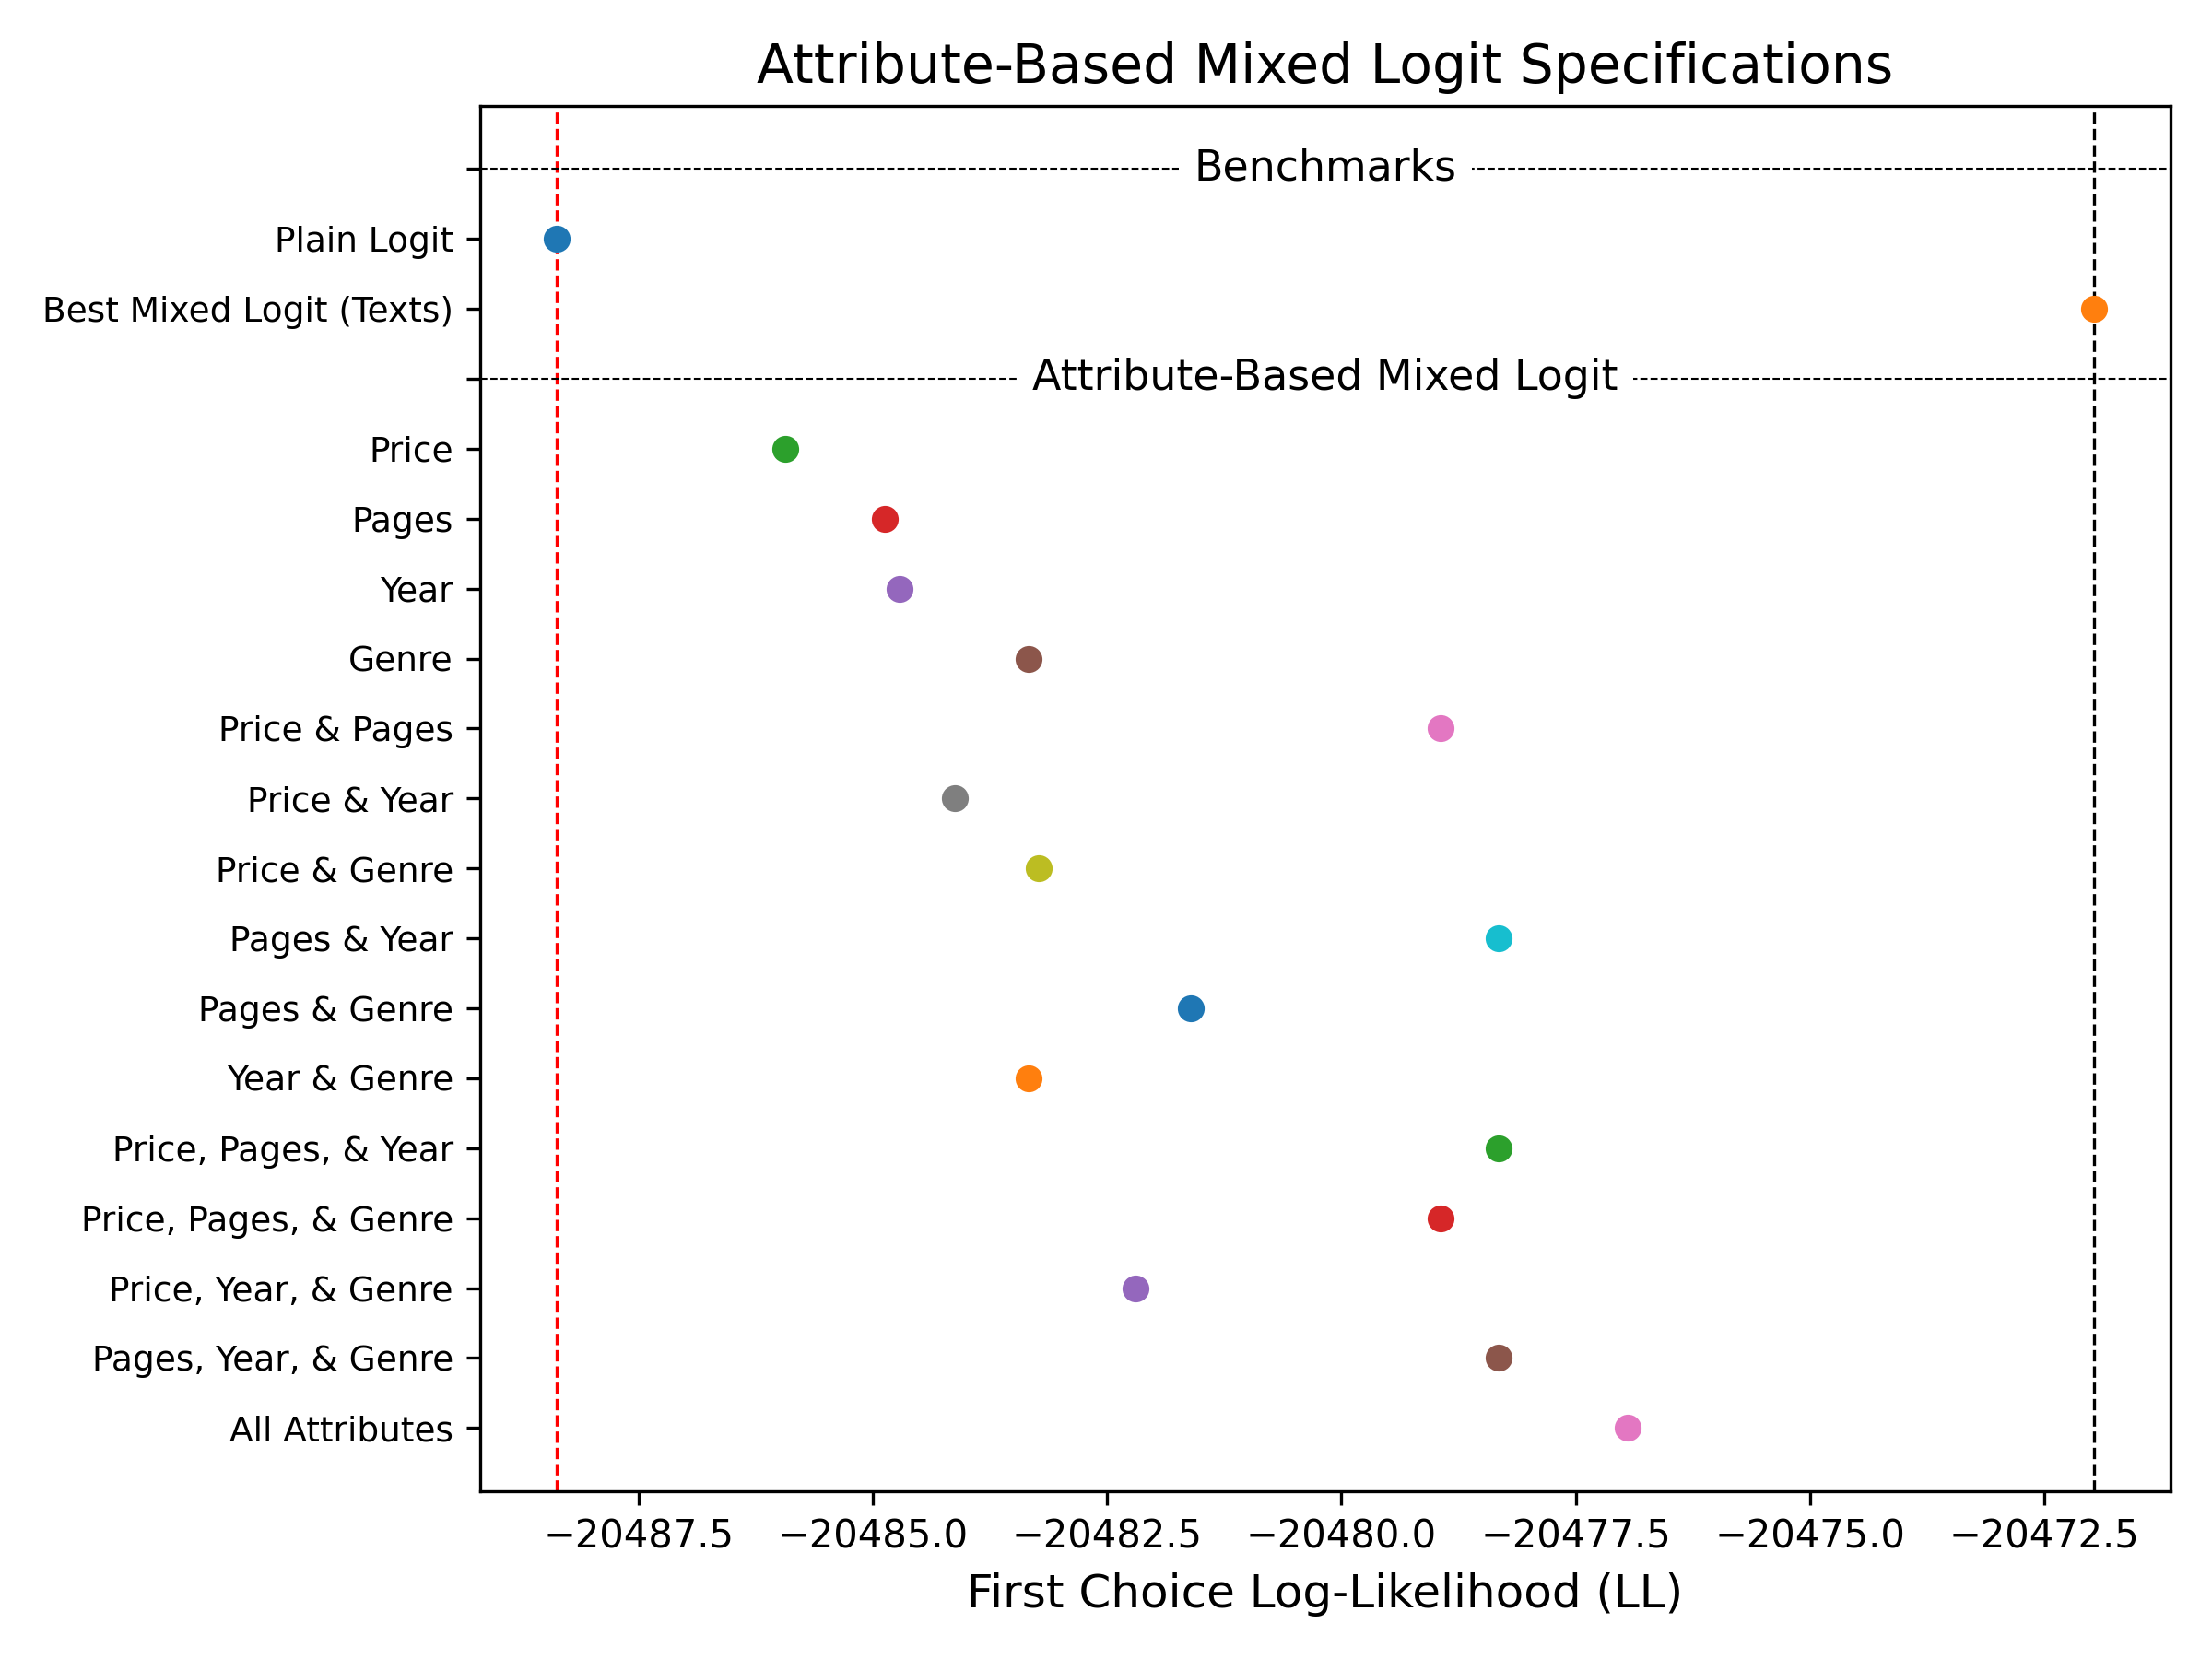 Attribute-Based Mixed Logit Specifications
Benchmarks
Plain Logit
Best Mixed Logit (Texts)
Attribute-Based Mixed Logit
Price
Pages
Year
Genre
Price & Pages
Price & Year
Price & Genre
Pages & Year
Pages & Genre
Year & Genre
Price, Pages, & Year
Price, Pages, & Genre
Price, Year, & Genre
Pages, Year, & Genre
All Attributes
−20487.5 −20485.0 −20482.5 −20480.0 −20477.5 −20475.0 −20472.5
First Choice Log-Likelihood (LL)